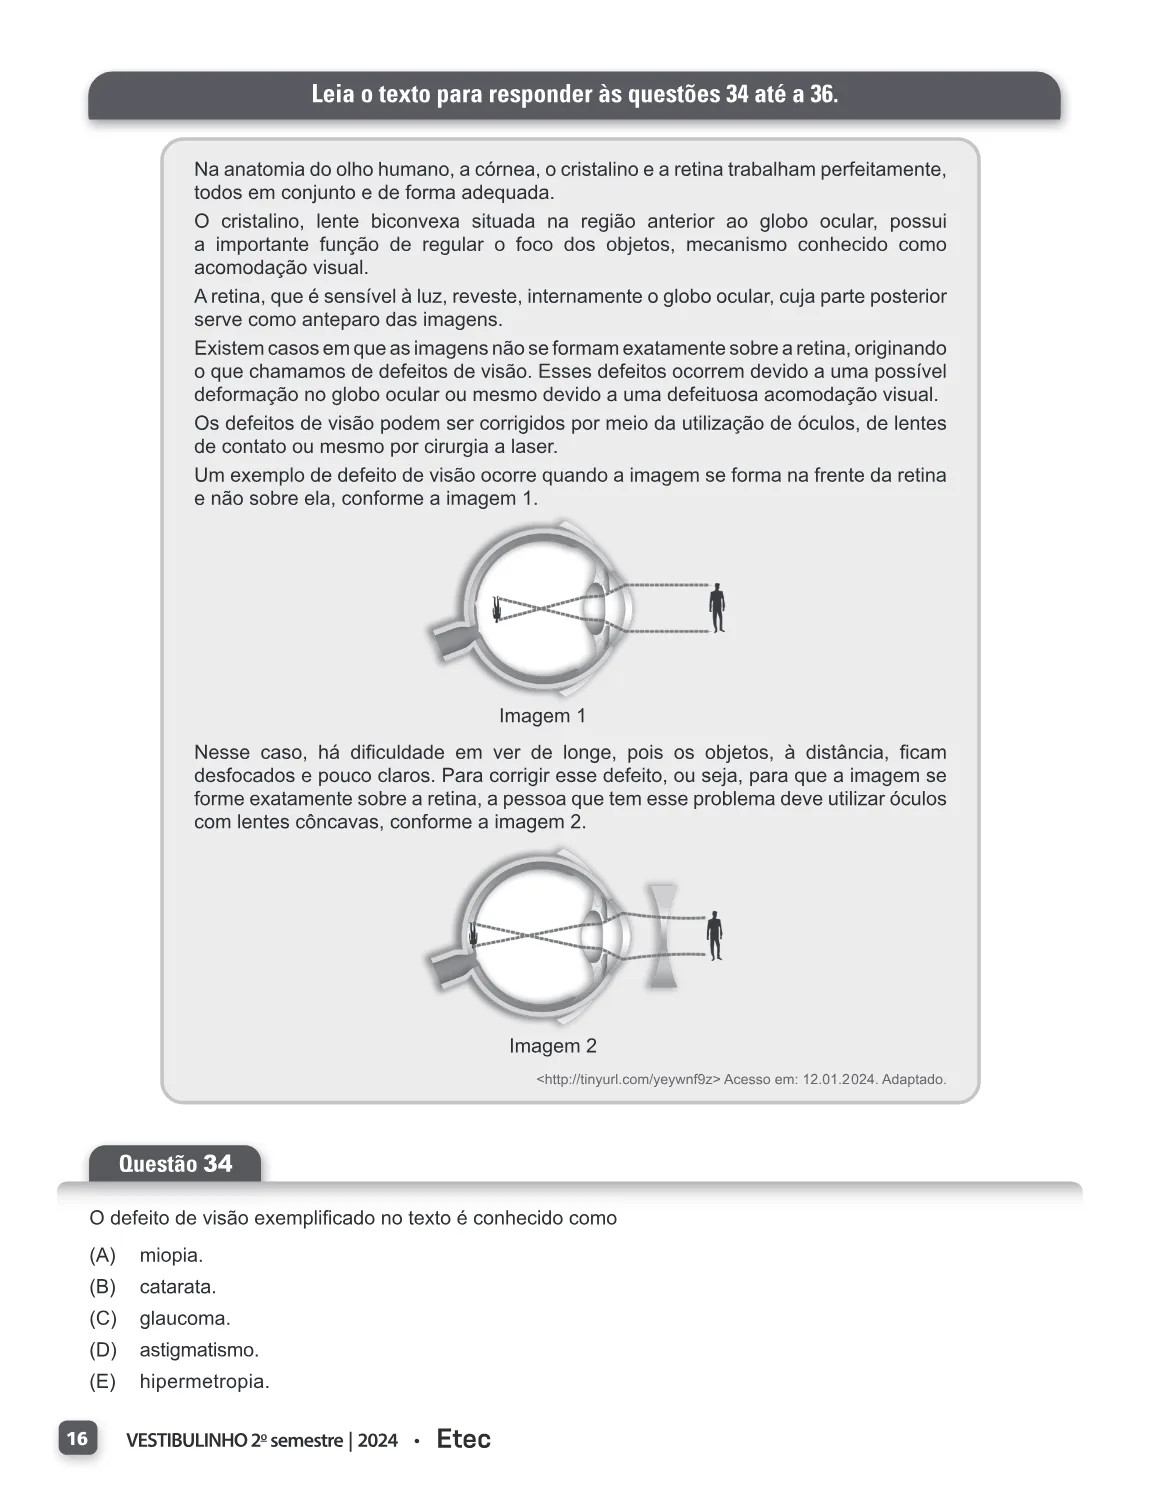 Leia o texto para responder às questões 34 até a 36.
Na anatomia do olho humano, a córnea, o cristalino e a retina trabalham perfeitamente,
todos em conjunto e de forma adequada.
O cristalino, lente biconvexa situada na região anterior ao globo ocular, possui
a importante função de regular o foco dos objetos, mecanismo conhecido como
acomodação visual.
A retina, que é sensível à luz, reveste, internamente o globo ocular, cuja parte posterior
serve como anteparo das imagens.
Existem casos em que as imagens não se formam exatamente sobre a retina, originando
o que chamamos de defeitos de visão. Esses defeitos ocorrem devido a uma possível
deformação no globo ocular ou mesmo devido a uma defeituosa acomodação visual.
Os defeitos de visão podem ser corrigidos por meio da utilização de óculos, de lentes
de contato ou mesmo por cirurgia a laser.
Um exemplo de defeito de visão ocorre quando a imagem se forma na frente da retina
e não sobre ela, conforme a imagem 1.
Imagem 1
Nesse caso, há dificuldade em ver de longe, pois os objetos, à distância, ficam
desfocados e pouco claros. Para corrigir esse defeito, ou seja, para que a imagem se
forme exatamente sobre a retina, a pessoa que tem esse problema deve utilizar óculos
com lentes côncavas, conforme a imagem 2.
Imagem 2
<http://tinyurl.com/yeywnf9z> Acesso em: 12.01.2024. Adaptado.
Questão 34
O defeito de visão exemplificado no texto é conhecido como
(A) miopia.
(B) catarata.
(C) glaucoma.
(D) astigmatismo.
(E) hipermetropia.
16 VESTIBULINHO 2º semestre | 2024 • Etec